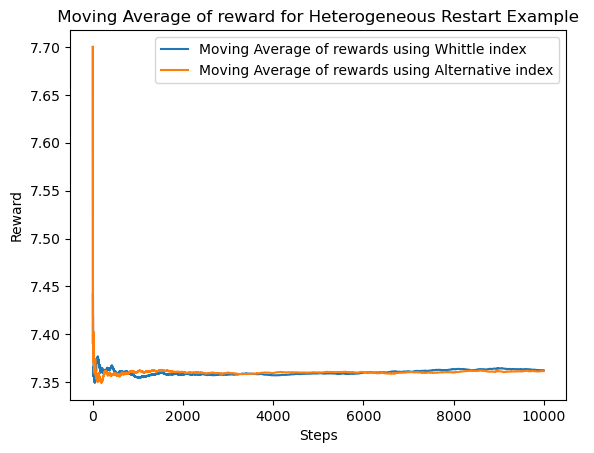 Moving Average of reward for Heterogeneous Restart Example
Moving Average of rewards using Whittle index
Moving Average of rewards using Alternative index
7.70
7.65
7.60
7.55
7.50
7.45
7.40
7.35
Reward
0 2000 4000 6000 8000 10000
Steps